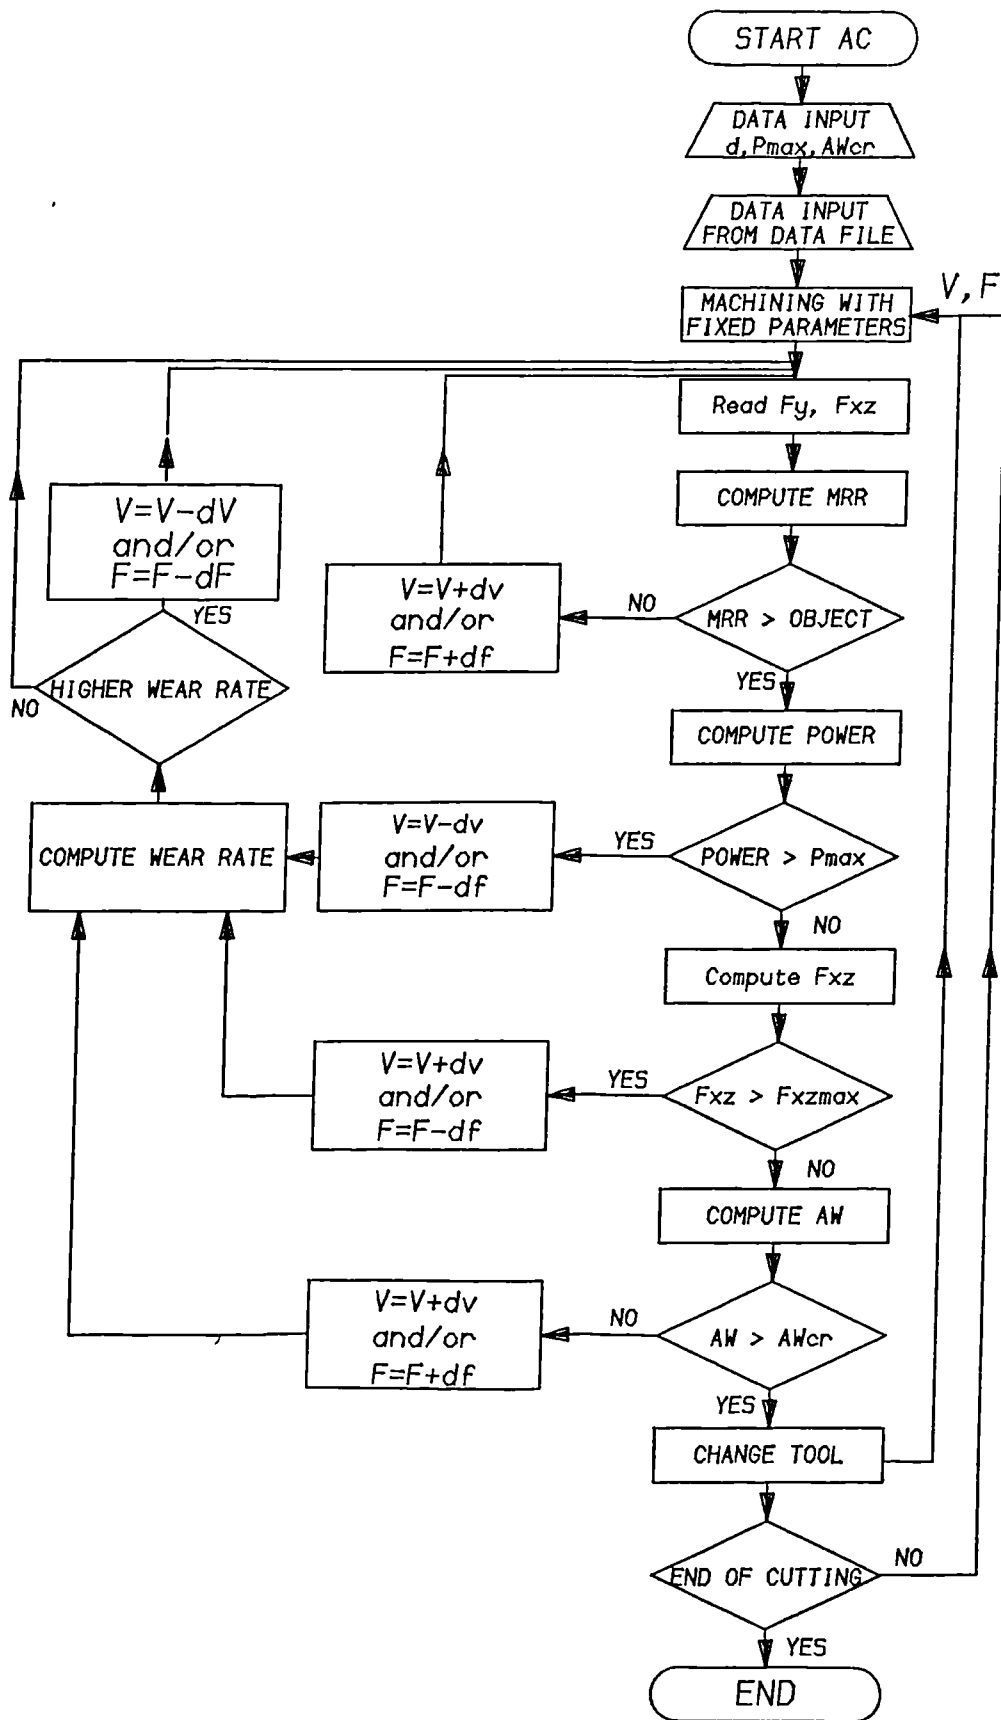 START AC
DATA INPUT
d,Pmax,AWcr
DATA INPUT
FROM DATA FILE
V,F
MACHINING WITH
FIXED PARAMETERS
Read Fy, Fxz
COMPUTE MRR
V=V-dV
and/or
F=F-dF
YES
V=V+dv
and/or
F=F+df
NO
MRR > OBJECT
YES
HIGHER WEAR RATE
NO
COMPUTE POWER
COMPUTE WEAR RATE
V=V-dv
and/or
F=F-df
YES
POWER > Pmax
NO
Compute Fxz
V=V+dv
and/or
F=F-df
YES
Fxz > Fxzmax
NO
COMPUTE AW
V=V+dv
and/or
F=F+df
NO
AW > AWcr
YES
CHANGE TOOL
END OF CUTTING
NO
YES
END